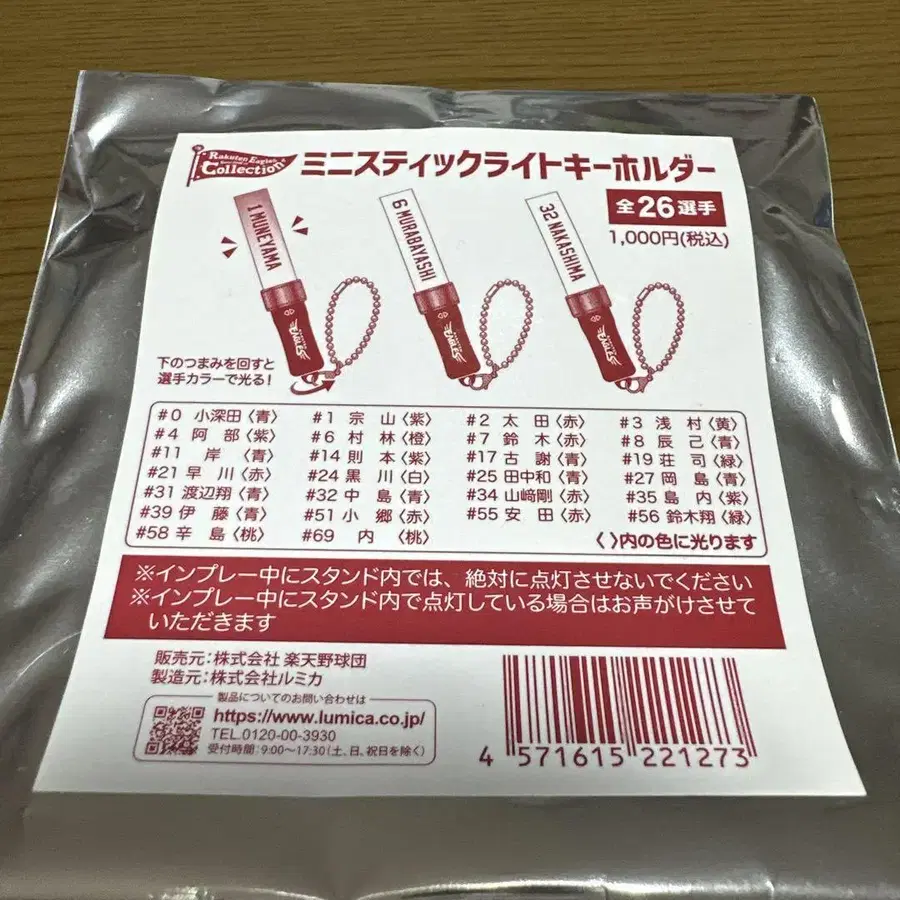 Rakuten Eagles
Collection
ミニスティックライトキーホルダー
全26選手
1,000円(税込)
1 MUNEYAMA
6 MURABAYASHI
32 NAKASHIMA
EAGLES
EAGLES
EAGLES
下のつまみを回すと
選手カラーで光る!
#0 小深田〈青〉 #1 宗山〈紫〉 #2 太田〈赤〉 #3 浅村〈黄〉
#4 阿部〈紫〉 #6 村林〈橙〉 #7 鈴木〈赤〉 #8 辰己〈青〉
#11 岸〈青〉 #14 則本〈紫〉 #17 古謝〈青〉 #19 荘司〈緑〉
#21 早川〈赤〉 #24 黒川〈白〉 #25 田中和〈青〉 #27 岡島〈青〉
#31 渡辺翔〈青〉 #32 中島〈青〉 #34 山﨑剛〈赤〉 #35 島内〈紫〉
#39 伊藤〈青〉 #51 小郷〈赤〉 #55 安田〈赤〉 #56 鈴木翔〈緑〉
#58 辛島〈桃〉 #69 内〈桃〉 〈 〉内の色に光ります
※インプレー中にスタンド内では、絶対に点灯させないでください
※インプレー中にスタンド内で点灯している場合はお声がけさせて
いただきます
販売元:株式会社 楽天野球団
製造元:株式会社ルミカ
製品についてのお問い合わせは
https://www.lumica.co.jp/
TEL.0120-00-3930
受付時間:9:00〜17:30(土、日、祝日を除く)
4 571615 221273